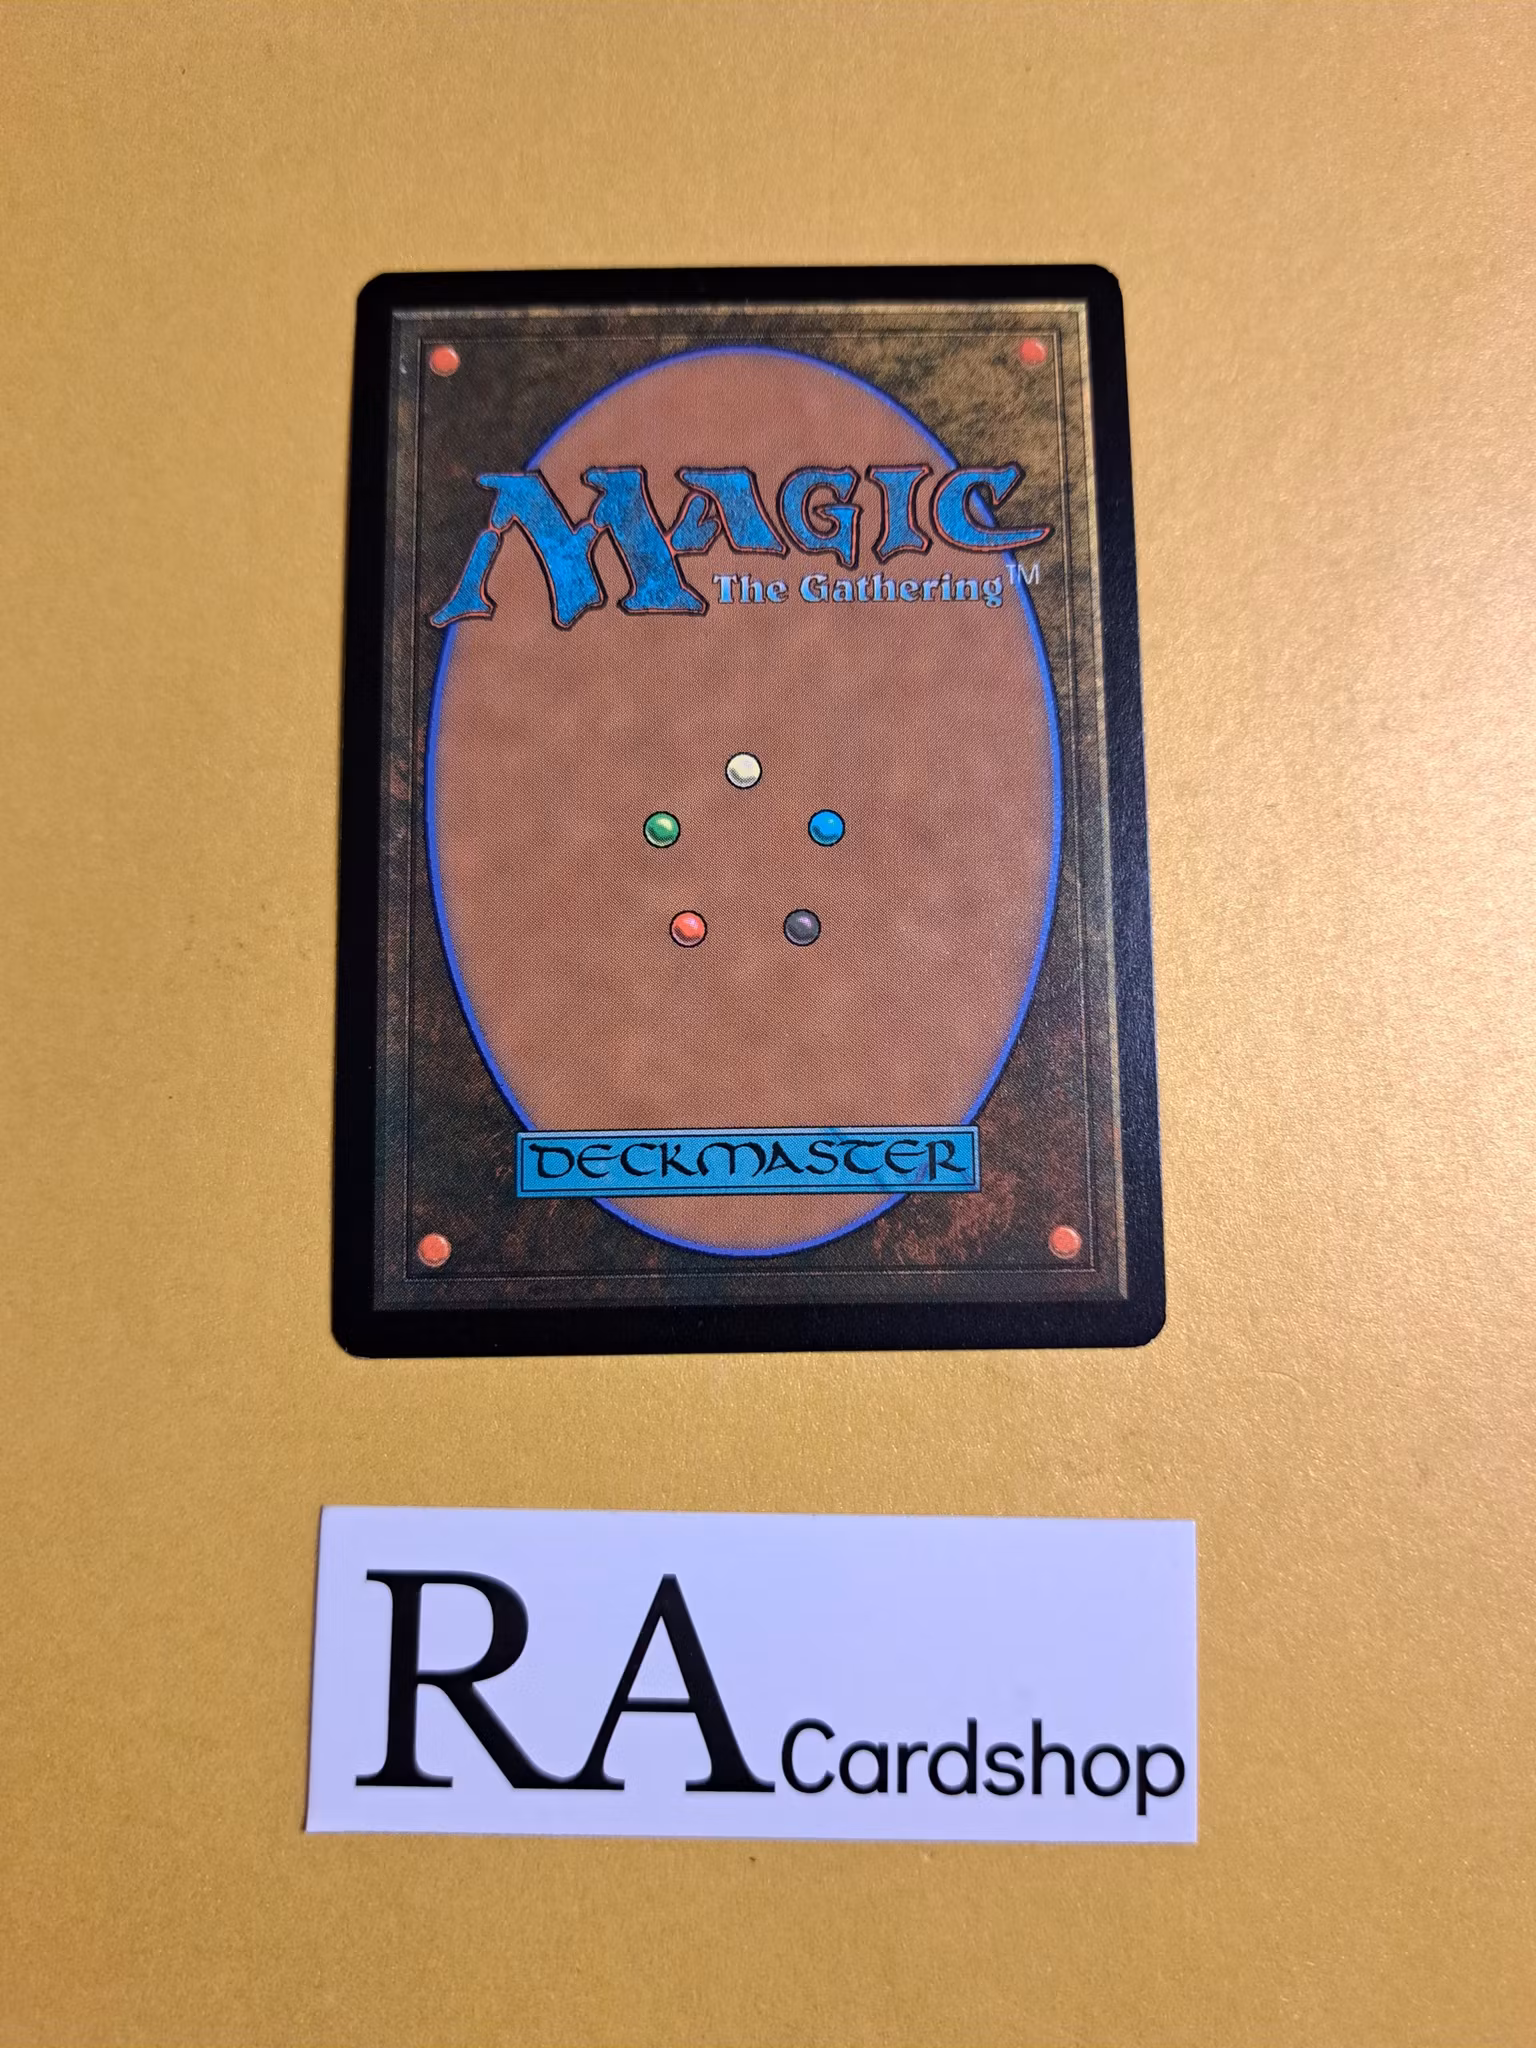 MAGIC
The Gathering™
DECKMASTER
RA Cardshop